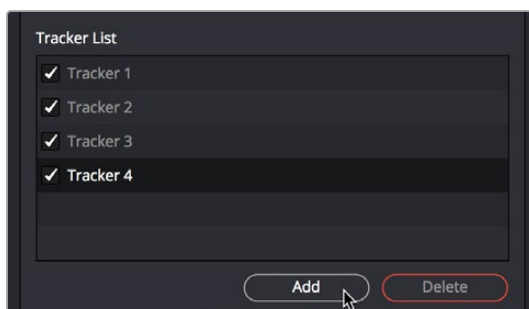 Tracker List
Tracker 1
Tracker 2
Tracker 3
Tracker 4
Add Delete